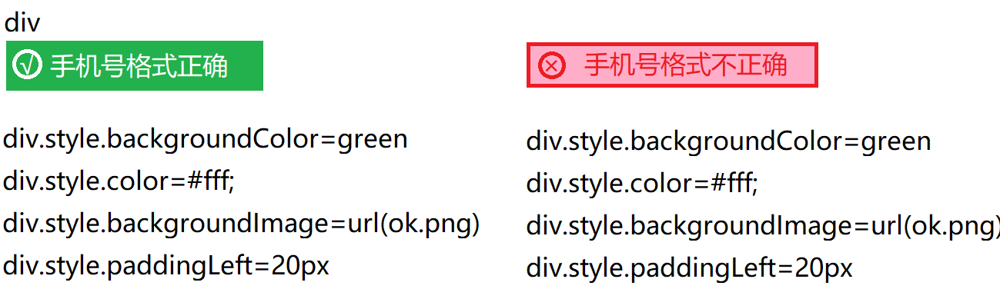 div
√ 手机号格式正确
× 手机号格式不正确
div.style.backgroundColor=green
div.style.color=#fff;
div.style.backgroundImage=url(ok.png)
div.style.paddingLeft=20px
div.style.backgroundColor=green
div.style.color=#fff;
div.style.backgroundImage=url(ok.png)
div.style.paddingLeft=20px